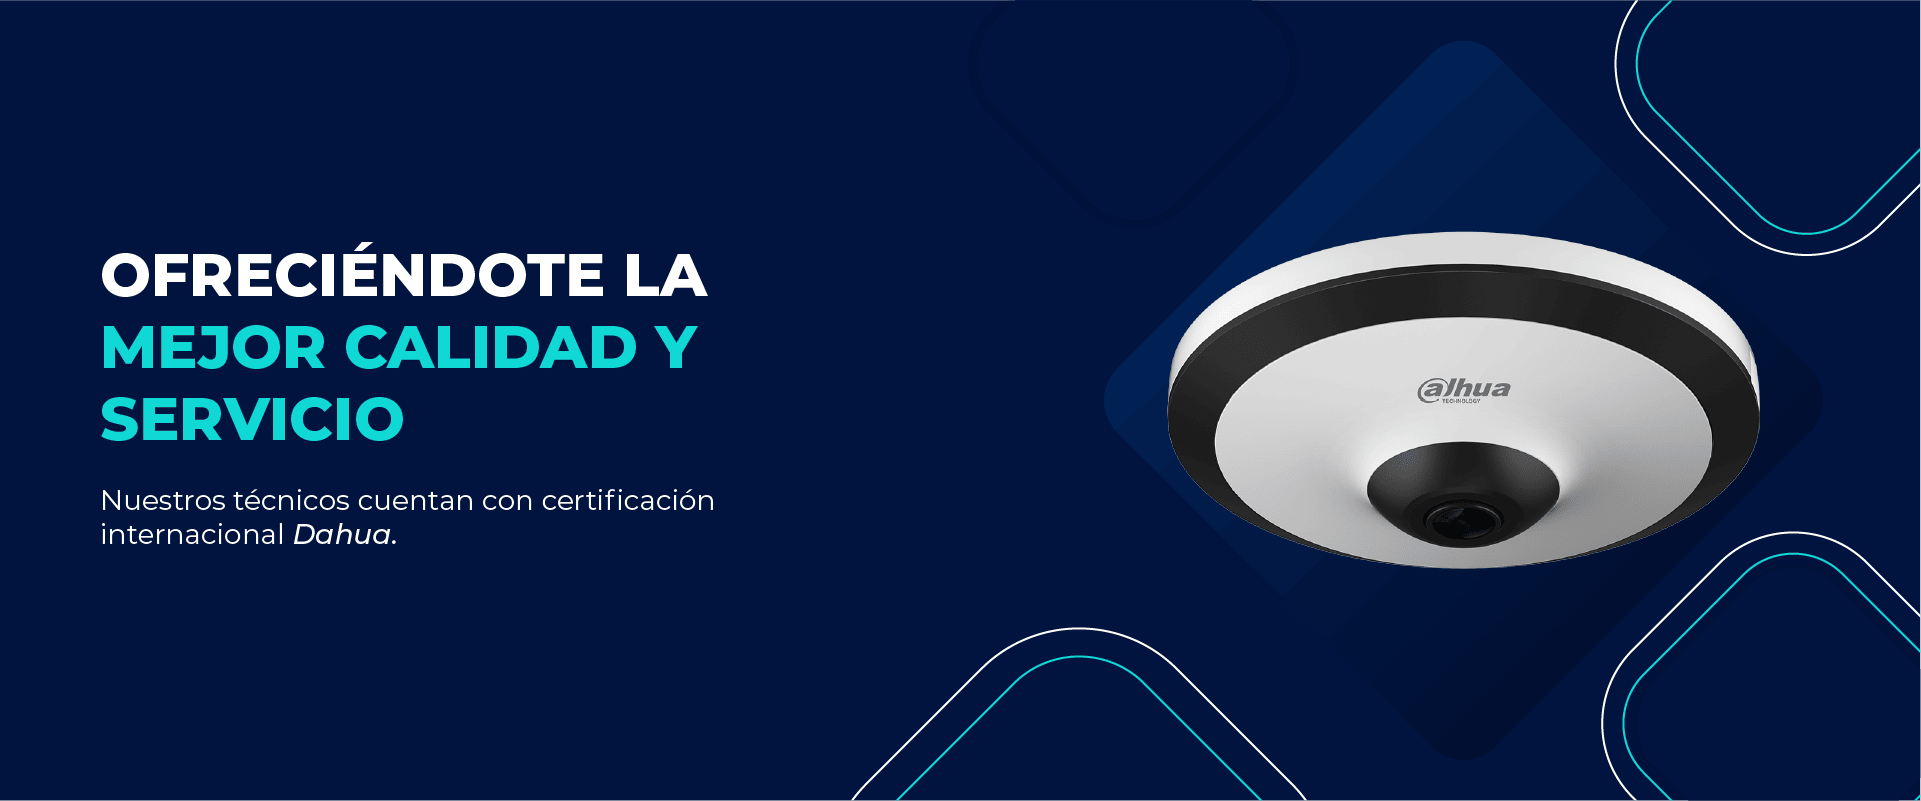 OFRECIÉNDOTE LA
MEJOR CALIDAD Y
SERVICIO
Nuestros técnicos cuentan con certificación
internacional Dahua.
alhua
TECHNOLOGY